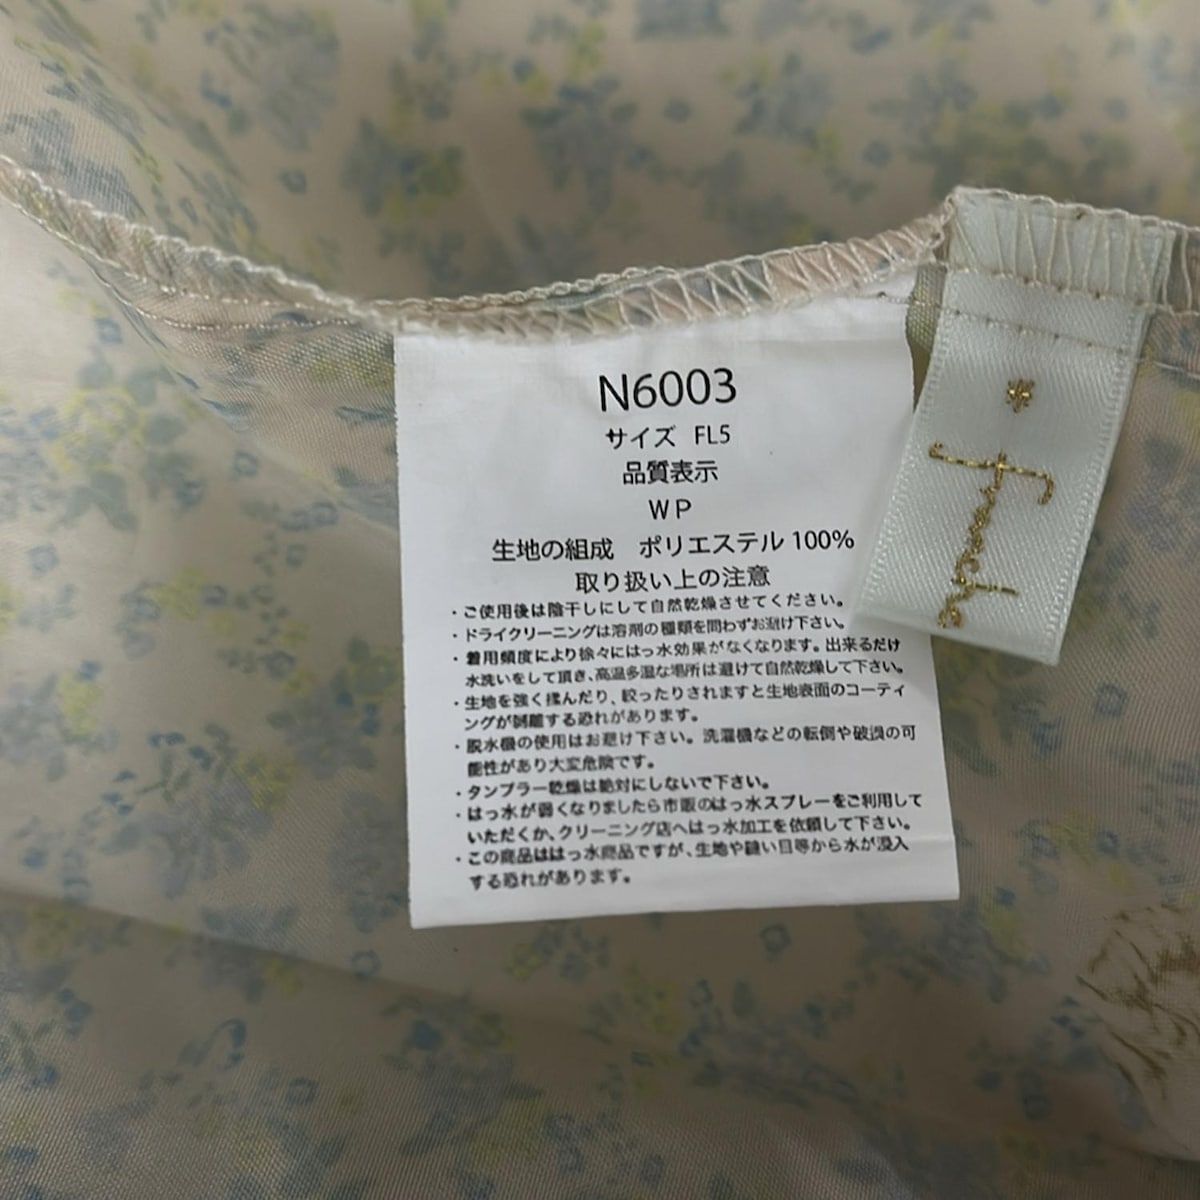 N6003
サイズ FL5
品質表示
WP
生地の組成 ポリエステル 100%
取り扱い上の注意
・ご使用後は陰干しにして自然乾燥させてください。
・ドライクリーニングは溶剤の種類を問わずお避け下さい。
・着用頻度により徐々にはっ水効果がなくなります。出来るだけ
水洗いをして頂き、高温多湿な場所は避けて自然乾燥して下さい。
・生地を強く揉んだり、絞ったりされますと生地表面のコーティ
ングが剥離する恐れがあります。
・脱水機の使用はお避け下さい。洗濯機などの転倒や破損の可
能性があり大変危険です。
・タンブラー乾燥は絶対にしないで下さい。
・はっ水が弱くなりましたら市販のはっ水スプレーをご利用して
いただくか、クリーニング店へはっ水加工を依頼して下さい。
・この商品ははっ水商品ですが、生地や縫い目等から水が浸入
する恐れがあります。